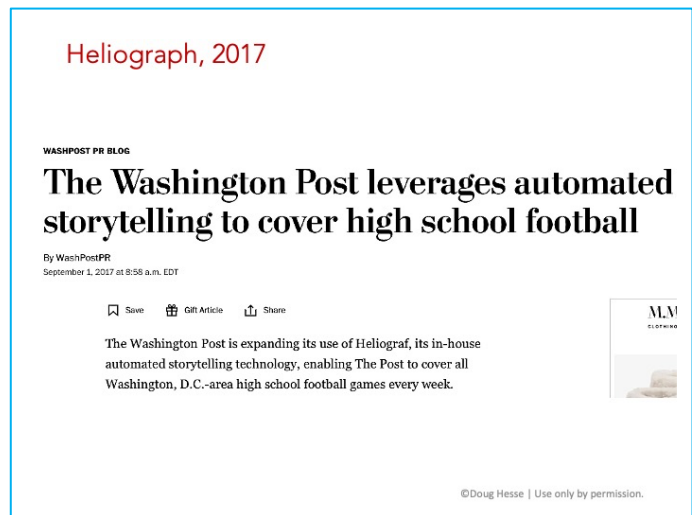 Heliograph, 2017
WASHPOST PR BLOG
The Washington Post leverages automated
storytelling to cover high school football
By WashPostPR
September 1, 2017 at 8:58 a.m. EDT
Save Gift Article Share
The Washington Post is expanding its use of Heliograf, its in-house
automated storytelling technology, enabling The Post to cover all
Washington, D.C.-area high school football games every week.
M.M
CLOTHING
©Doug Hesse | Use only by permission.